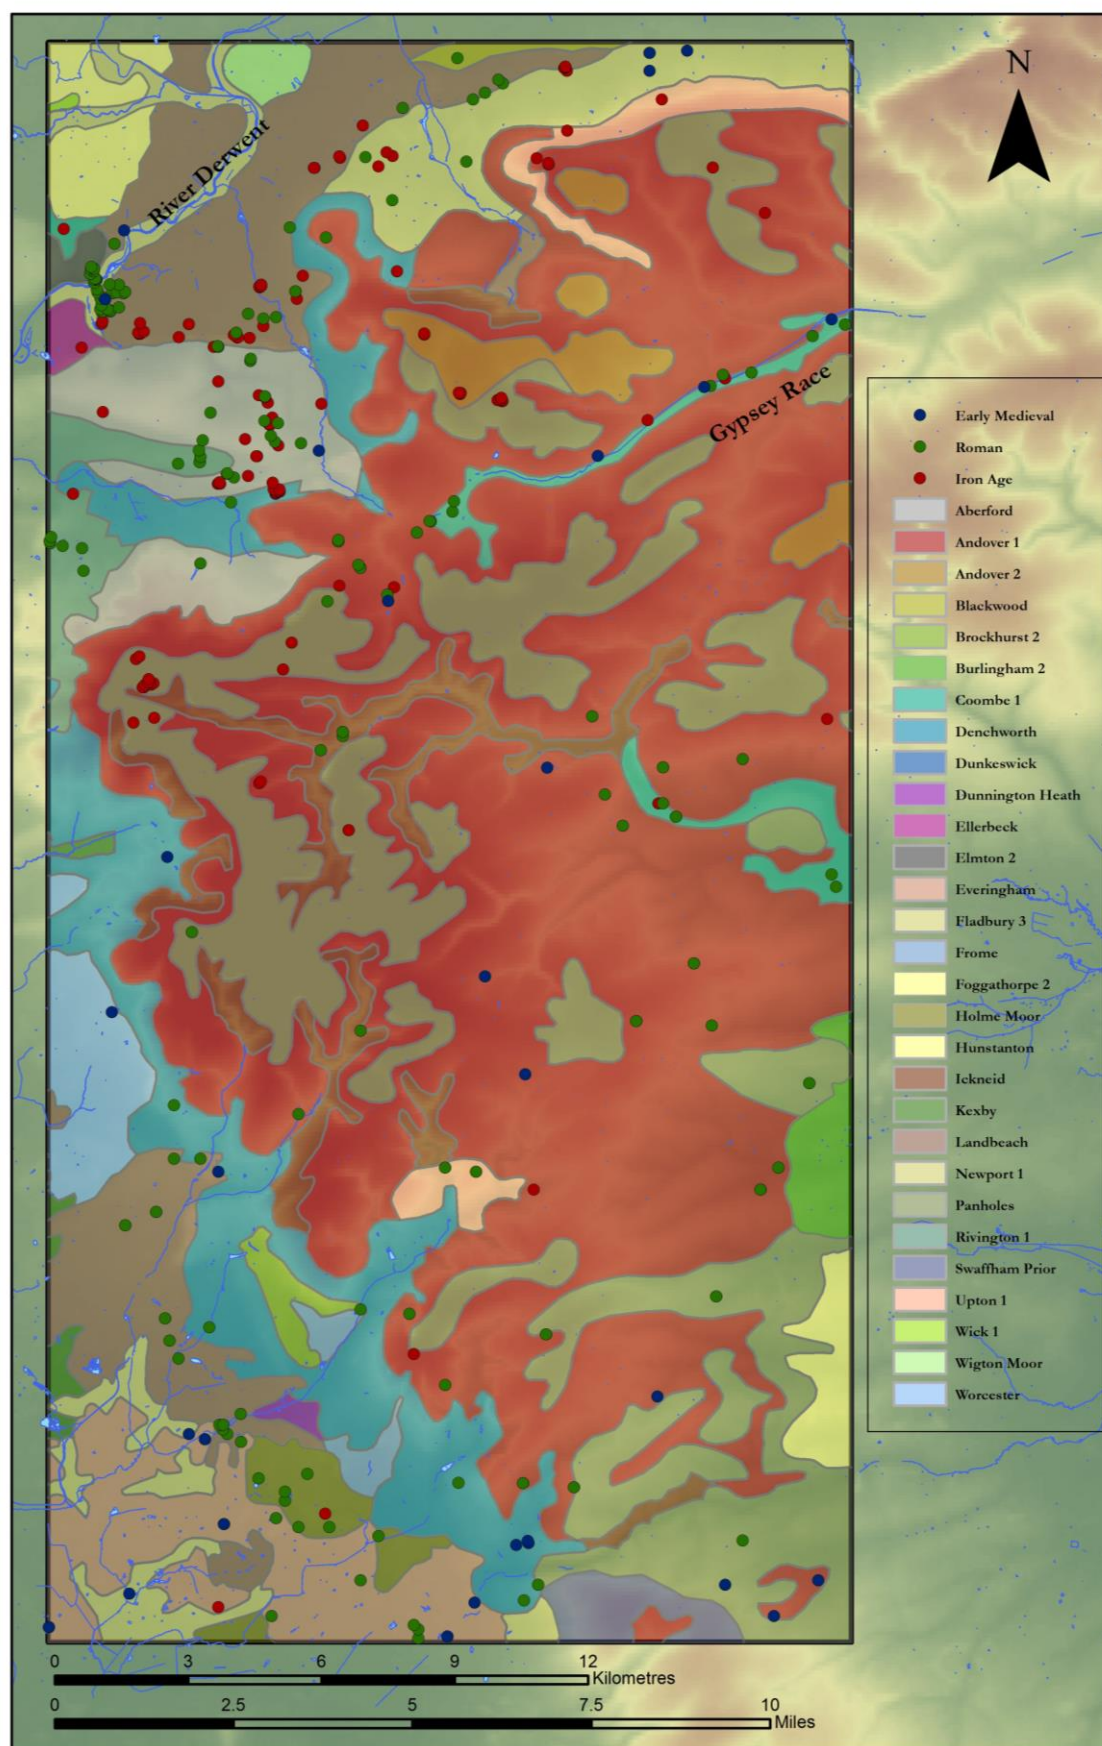 N
River Derwent
Gypsey Race
Early Medieval
Roman
Iron Age
Aberford
Andover 1
Andover 2
Blackwood
Brockhurst 2
Burlingham 2
Coombe 1
Denchworth
Dunkeswick
Dunnington Heath
Ellerbeck
Elmton 2
Everingham
Fladbury 3
Frome
Foggathorpe 2
Holme Moor
Hunstanton
Ickneid
Kexby
Landbeach
Newport 1
Panholes
Rivington 1
Swaffham Prior
Upton 1
Wick 1
Wigton Moor
Worcester
0 3 6 9 12
Kilometres
0 2.5 5 7.5 10
Miles